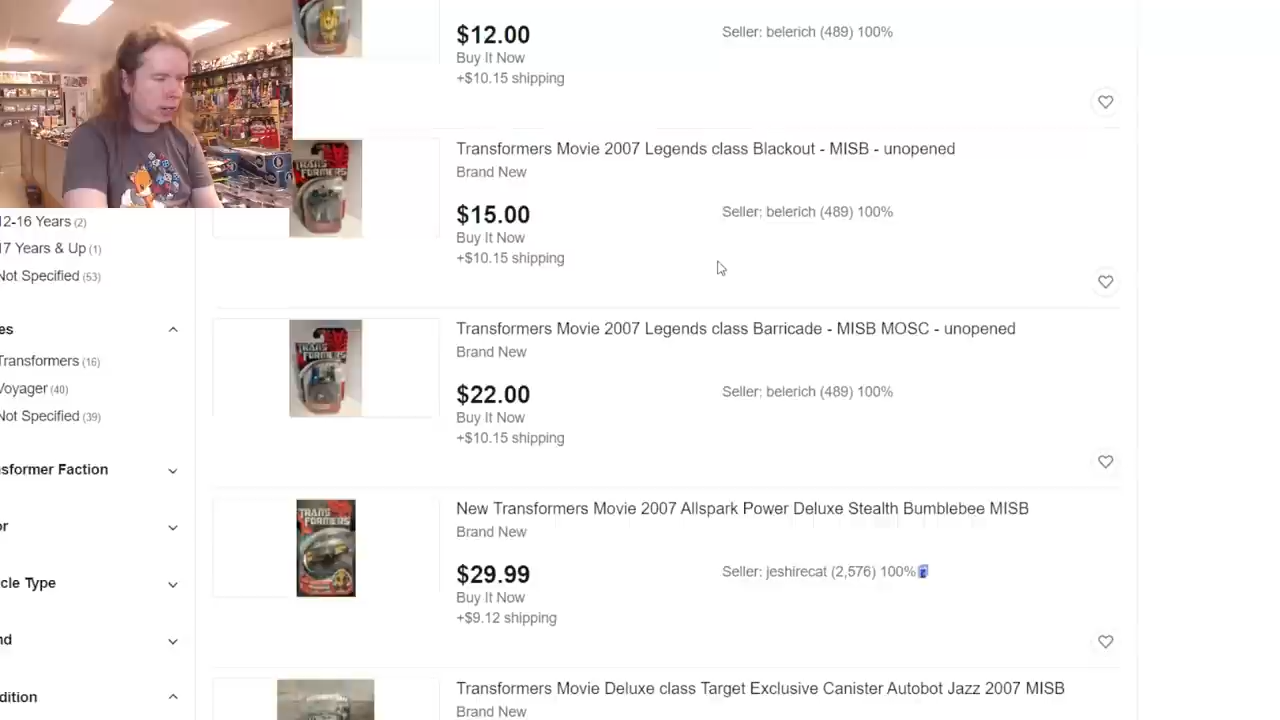 $12.00
Seller: belerich (489) 100%
Buy It Now
+$10.15 shipping
Transformers Movie 2007 Legends class Blackout - MISB - unopened
Brand New
$15.00
Seller: belerich (489) 100%
Buy It Now
+$10.15 shipping
12-16 Years (2)
17 Years & Up (1)
Not Specified (53)
es
Transformers (16)
Voyager (40)
Not Specified (39)
sformer Faction
or
cle Type
nd
dition
Transformers Movie 2007 Legends class Barricade - MISB MOSC - unopened
Brand New
$22.00
Seller: belerich (489) 100%
Buy It Now
+$10.15 shipping
TRANSFORMERS
New Transformers Movie 2007 Allspark Power Deluxe Stealth Bumblebee MISB
Brand New
$29.99
Seller: jeshirecat (2,576) 100%
Buy It Now
+$9.12 shipping
TRANSFORMERS
Transformers Movie Deluxe class Target Exclusive Canister Autobot Jazz 2007 MISB
Brand New